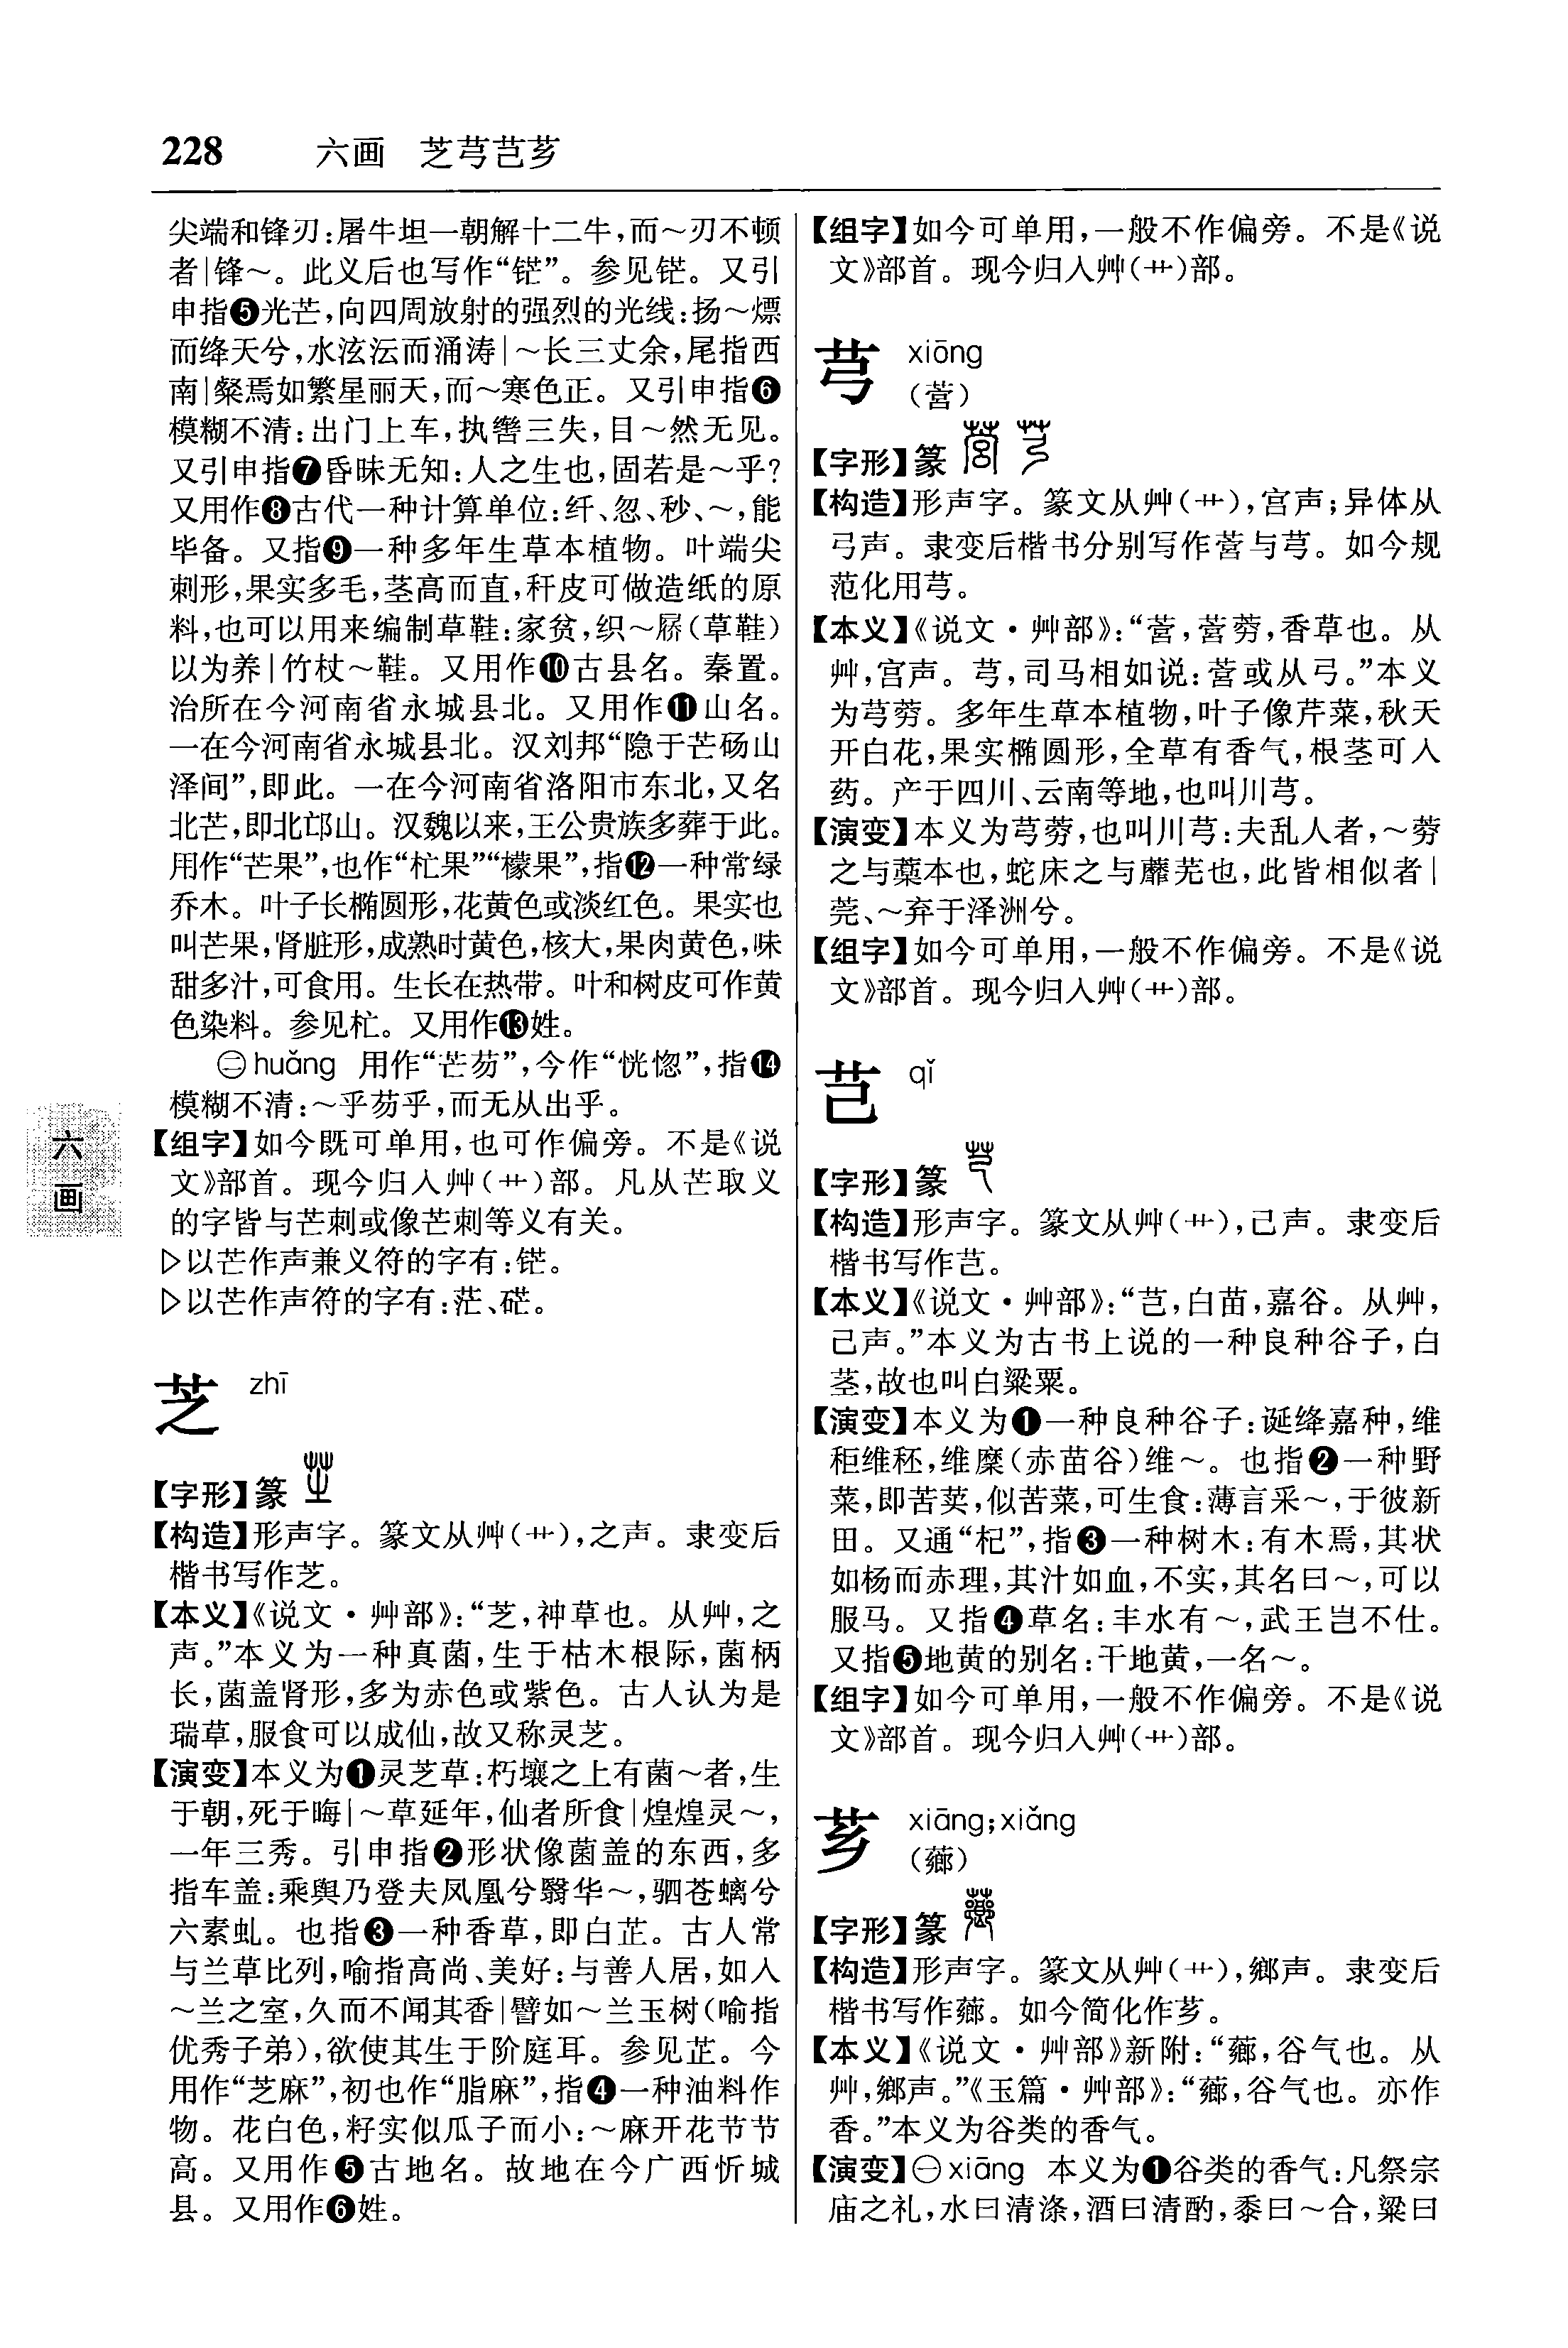 228 六画 芝芎芑芗
尖端和锋刃：屠牛坦一朝解十二牛，而～刃不顿
者|锋～。此义后也写作“铓”。参见铓。又引
申指❺光芒，向四周放射的强烈的光线：扬～熛
而绛天兮，水泫沄而涌涛|～长三丈余，尾指西
南|粲焉如繁星丽天，而～寒色正。又引申指❻
模糊不清：出门上车，执辔三失，目～然无见。
又引申指❼昏昧无知：人之生也，固若是～乎？
又用作❽古代一种计算单位：纤、忽、秒、～，能
毕备。又指❾一种多年生草本植物。叶端尖
刺形，果实多毛，茎高而直，秆皮可做造纸的原
料，也可以用来编制草鞋：家贫，织～屩（草鞋）
以为养|竹杖～鞋。又用作❿古县名。秦置。
治所在今河南省永城县北。又用作⓫山名。
一在今河南省永城县北。汉刘邦“隐于芒砀山
泽间”，即此。一在今河南省洛阳市东北，又名
北芒，即北邙山。汉魏以来，王公贵族多葬于此。
用作“芒果”，也作“杧果”“檬果”，指⓬一种常绿
乔木。叶子长椭圆形，花黄色或淡红色。果实也
叫芒果，肾脏形，成熟时黄色，核大，果肉黄色，味
甜多汁，可食用。生长在热带。叶和树皮可作黄
色染料。参见杧。又用作⓭姓。
㊁huǎng 用作“芒芴”，今作“恍惚”，指⓮
模糊不清：～乎芴乎，而无从出乎。
【组字】如今既可单用，也可作偏旁。不是《说
文》部首。现今归入艸（艹）部。凡从芒取义
的字皆与芒刺或像芒刺等义有关。
▷以芒作声兼义符的字有：铓。
▷以芒作声符的字有：茫、硭。
芝 zhī
【字形】篆
【构造】形声字。篆文从艸（艹），之声。隶变后
楷书写作芝。
【本义】《说文·艸部》：“芝，神草也。从艸，之
声。”本义为一种真菌，生于枯木根际，菌柄
长，菌盖肾形，多为赤色或紫色。古人认为是
瑞草，服食可以成仙，故又称灵芝。
【演变】本义为❶灵芝草：朽壤之上有菌～者，生
于朝，死于晦|～草延年，仙者所食|煌煌灵～，
一年三秀。引申指❷形状像菌盖的东西，多
指车盖：乘舆乃登夫凤凰兮翳华～，驷苍螭兮
六素虬。也指❸一种香草，即白芷。古人常
与兰草比列，喻指高尚、美好：与善人居，如入
～兰之室，久而不闻其香|譬如～兰玉树（喻指
优秀子弟），欲使其生于阶庭耳。参见芷。今
用作“芝麻”，初也作“脂麻”，指❹一种油料作
物。花白色，籽实似瓜子而小：～麻开花节节
高。又用作❺古地名。故地在今广西忻城
县。又用作❻姓。
【组字】如今可单用，一般不作偏旁。不是《说
文》部首。现今归入艸（艹）部。
芎 xiōng
（营）
【字形】篆
【构造】形声字。篆文从艸（艹），宫声；异体从
弓声。隶变后楷书分别写作营与芎。如今规
范化用芎。
【本义】《说文·艸部》：“营，营䓖，香草也。从
艸，宫声。芎，司马相如说：营或从弓。”本义
为芎䓖。多年生草本植物，叶子像芹菜，秋天
开白花，果实椭圆形，全草有香气，根茎可入
药。产于四川、云南等地，也叫川芎。
【演变】本义为芎䓖，也叫川芎：夫乱人者，～䓖
之与藁本也，蛇床之与蘼芜也，此皆相似者|
莞、～弃于泽洲兮。
【组字】如今可单用，一般不作偏旁。不是《说
文》部首。现今归入艸（艹）部。
芑 qǐ
【字形】篆
【构造】形声字。篆文从艸（艹），己声。隶变后
楷书写作芑。
【本义】《说文·艸部》：“芑，白苗，嘉谷。从艸，
己声。”本义为古书上说的一种良种谷子，白
茎，故也叫白粱粟。
【演变】本义为❶一种良种谷子：诞绛嘉种，维
秬维秠，维糜（赤苗谷）维～。也指❷一种野
菜，即苦荬，似苦菜，可生食：薄言采～，于彼新
田。又通“杞”，指❸一种树木：有木焉，其状
如杨而赤理，其汁如血，不实，其名曰～，可以
服马。又指❹草名：丰水有～，武王岂不仕。
又指❺地黄的别名：干地黄，一名～。
【组字】如今可单用，一般不作偏旁。不是《说
文》部首。现今归入艸（艹）部。
芗 xiāng；xiǎng
（薌）
【字形】篆
【构造】形声字。篆文从艸（艹），鄉声。隶变后
楷书写作薌。如今简化作芗。
【本义】《说文·艸部》新附：“薌，谷气也。从
艸，鄉声。”《玉篇·艸部》：“薌，谷气也。亦作
香。”本义为谷类的香气。
【演变】㊀xiāng 本义为❶谷类的香气：凡祭宗
庙之礼，水曰清涤，酒曰清酌，黍曰～合，粱曰
六
画